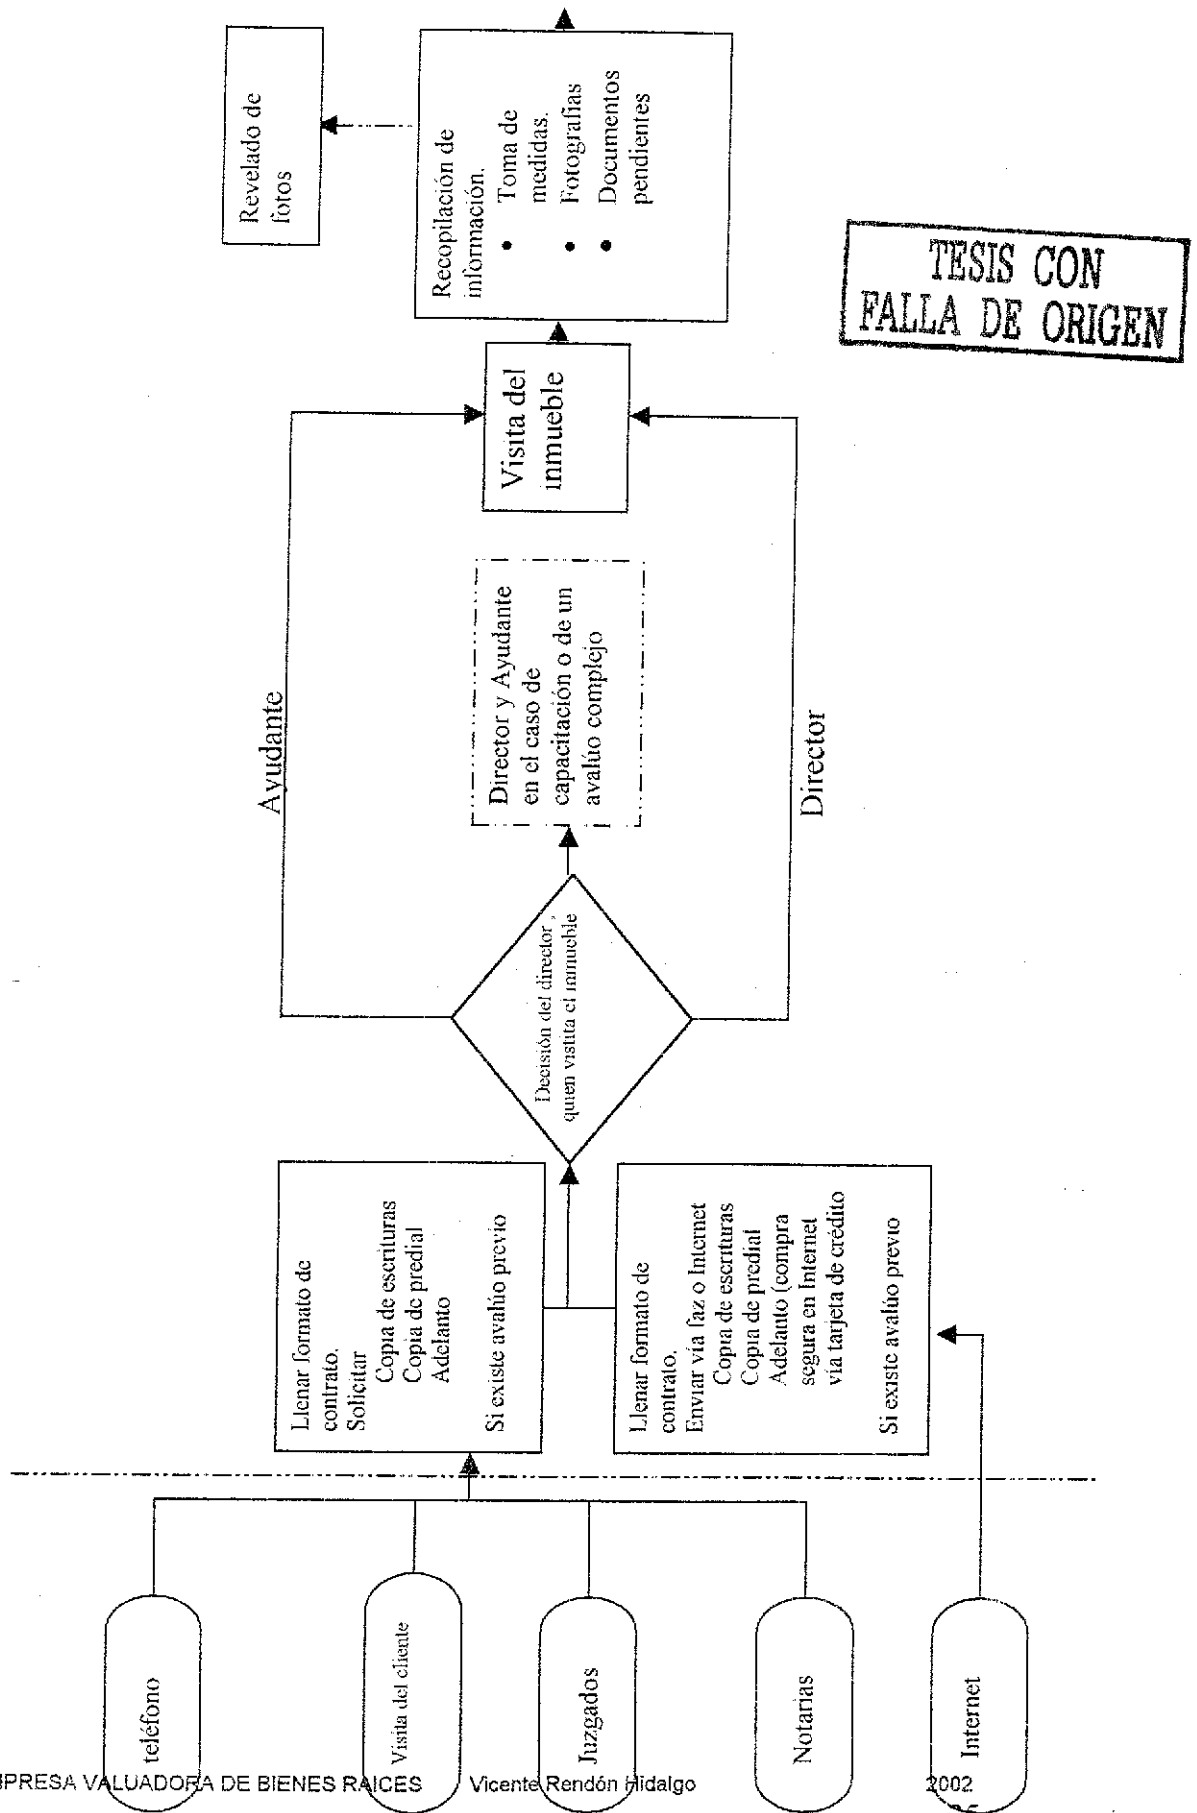 teléfono
Visita del cliente
Juzgados
Notarias
Internet
Llenar formato de
contrato.
Solicitar
Copia de escrituras
Copia de predial
Adelanto
Si existe avalúo previo
Llenar formato de
contrato.
Enviar vía faz o Internet
Copia de escrituras
Copia de predial
Adelanto (compra
segura en Internet
vía tarjeta de crédito
Si existe avalúo previo
Decisión del director,
quien vistita el inmueble
Ayudante
Director y Ayudante
en el caso de
capacitación o de un
avalúo complejo
Director
Visita del
inmueble
Recopilación de
información.
• Toma de
medidas.
• Fotografías
• Documentos
pendientes
Revelado de
fotos
TESIS CON
FALLA DE ORIGEN
PRESA VALUADORA DE BIENES RAICES Vicente Rendón Hidalgo 2002